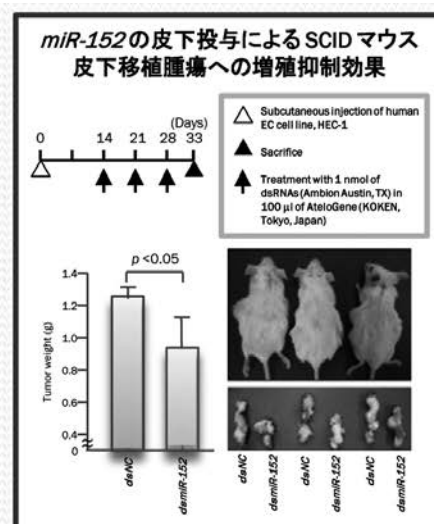 miR-152の皮下投与によるSCIDマウス
皮下移植腫瘍への増殖抑制効果
(Days)
0 14 21 28 33
Subcutaneous injection of human
EC cell line, HEC-1
Sacrifice
Treatment with 1 nmol of
dsRNAs (Ambion Austin, TX) in
100 μl of AteloGene (KOKEN,
Tokyo, Japan)
p <0.05
Tumor weight (g)
1.4
1.2
1.0
0.8
0.6
0.4
0
dsNC
dsmiR-152
dsNC
dsmiR-152
dsNC
dsmiR-152
dsNC
dsmiR-152